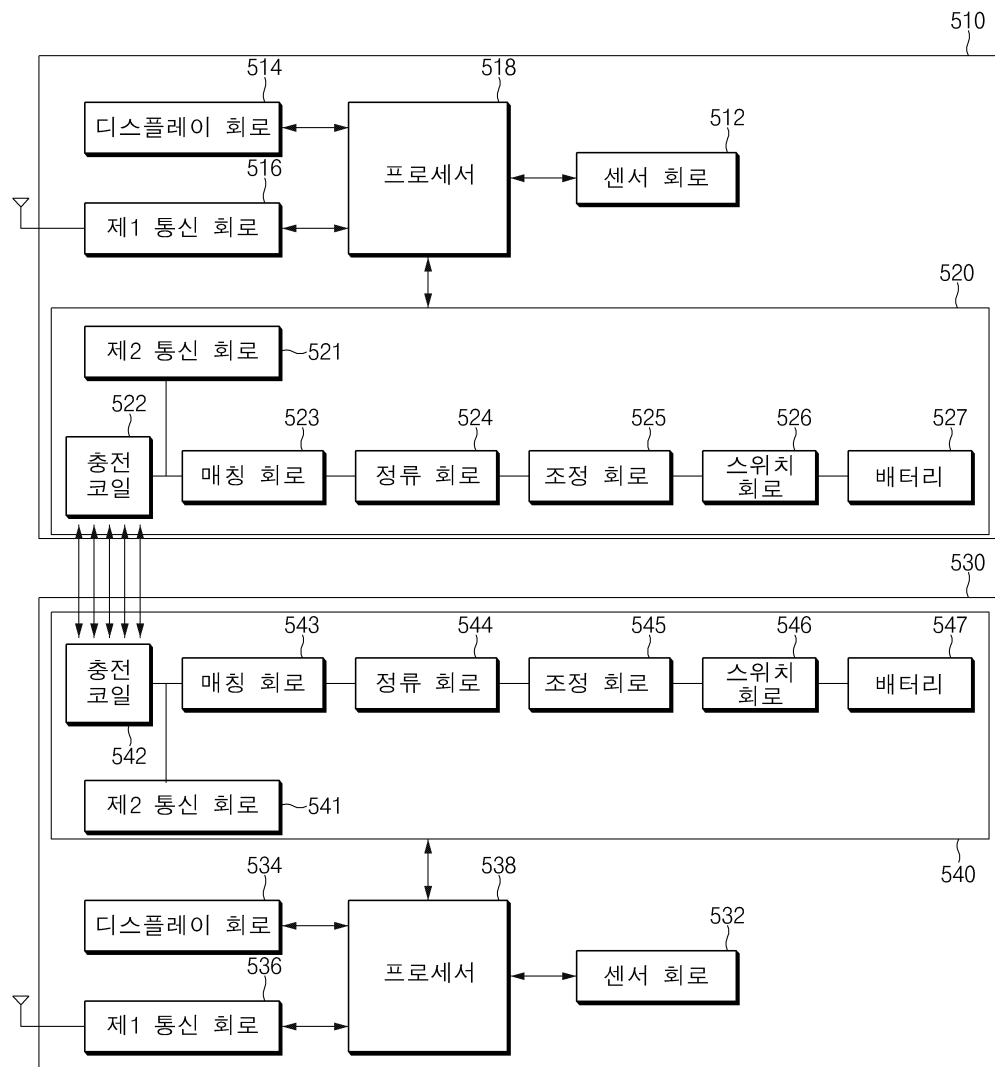 510
514
518
디스플레이 회로
512
516
프로세서
센서 회로
제1 통신 회로
520
제2 통신 회로
521
522
523
524
525
526
527
충전
코일
매칭 회로
정류 회로
조정 회로
스위치
회로
배터리
530
543
544
545
546
547
충전
코일
매칭 회로
정류 회로
조정 회로
스위치
회로
배터리
542
제2 통신 회로
541
534
538
540
디스플레이 회로
532
536
프로세서
센서 회로
제1 통신 회로